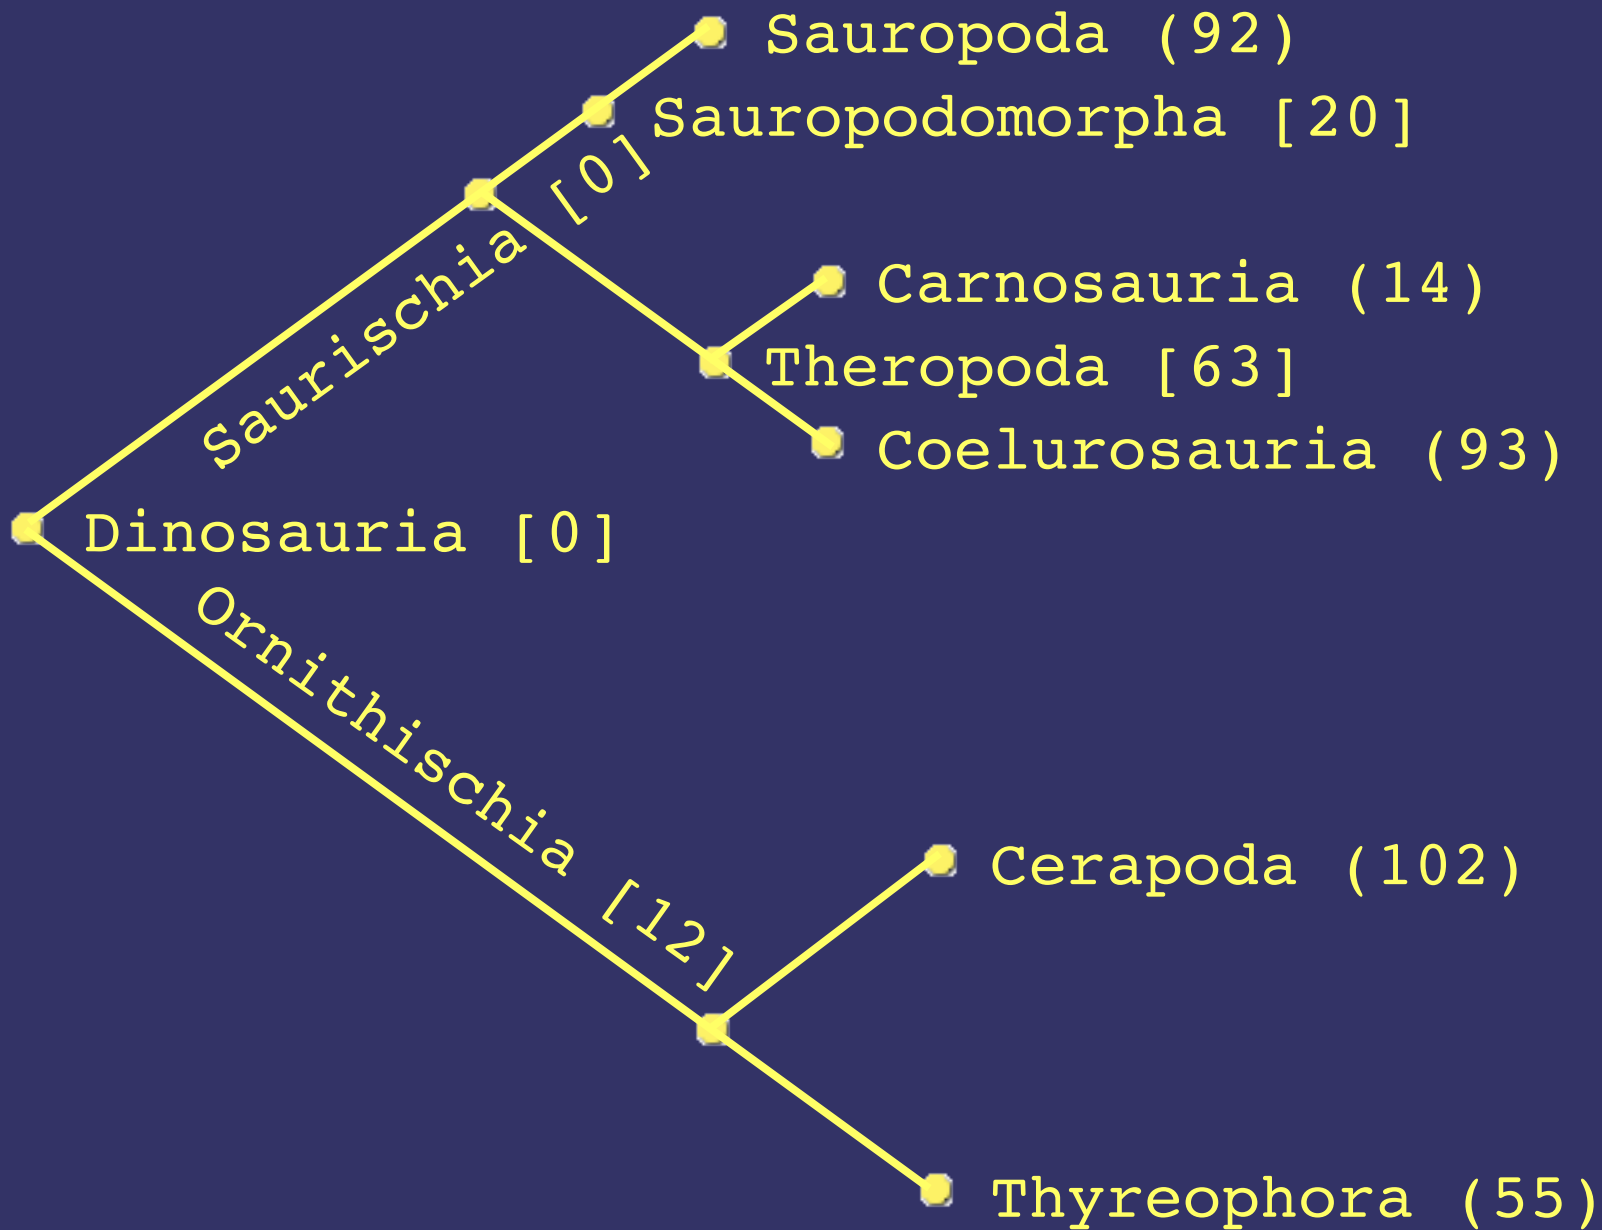 Sauropoda (92)
Sauropodomorpha [20]
Saurischia [0]
Carnosauria (14)
Theropoda [63]
Coelurosauria (93)
Dinosauria [0]
Ornithischia [12]
Cerapoda (102)
Thyreophora (55)